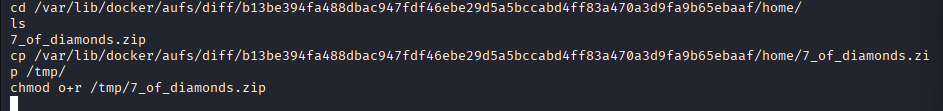 cd /var/lib/docker/aufs/diff/b13be394fa488dbac947fdf46ebe29d5a5bccabd4ff83a470a3d9fa9b65ebaaf/home/
ls
7_of_diamonds.zip
cp /var/lib/docker/aufs/diff/b13be394fa488dbac947fdf46ebe29d5a5bccabd4ff83a470a3d9fa9b65ebaaf/home/7_of_diamonds.zi
p /tmp/
chmod o+r /tmp/7_of_diamonds.zip